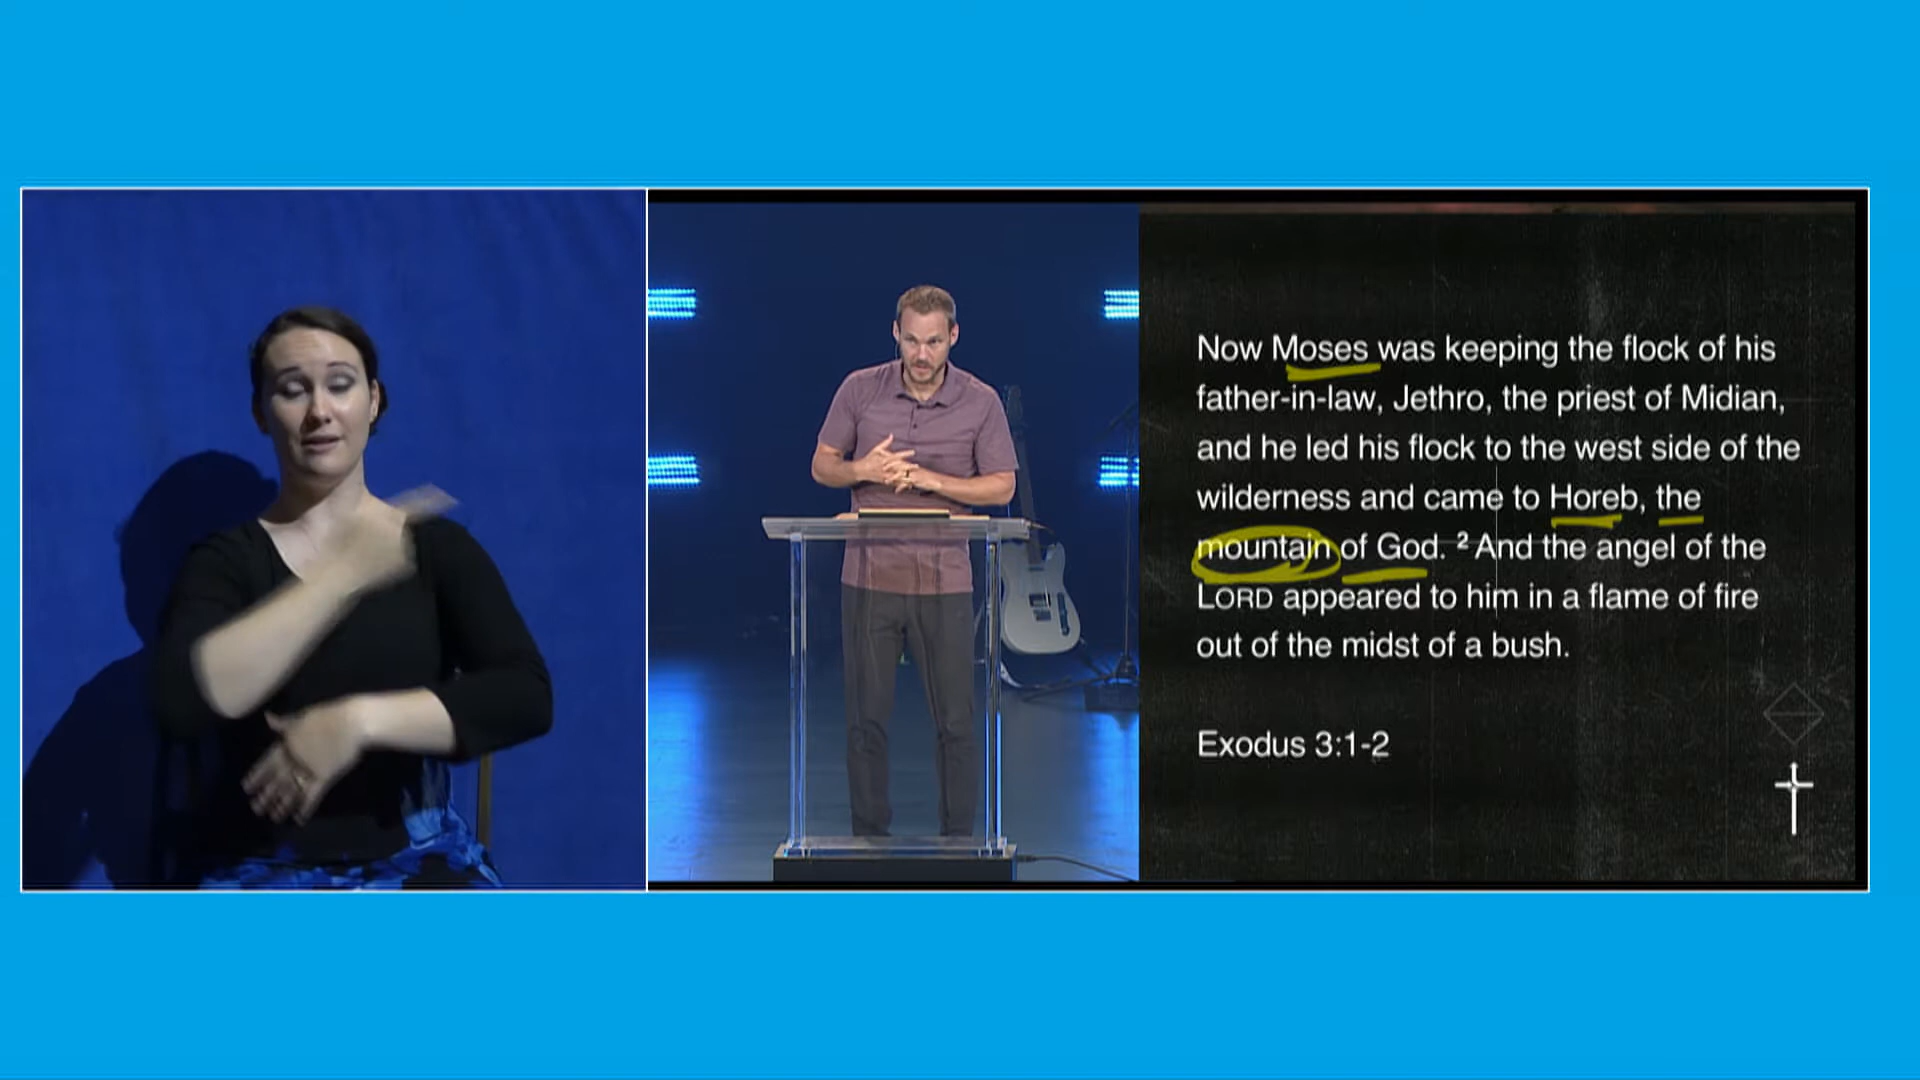 Now Moses was keeping the flock of his
father-in-law, Jethro, the priest of Midian,
and he led his flock to the west side of the
wilderness and came to Horeb, the
mountain of God. ² And the angel of the
LORD appeared to him in a flame of fire
out of the midst of a bush.
Exodus 3:1-2